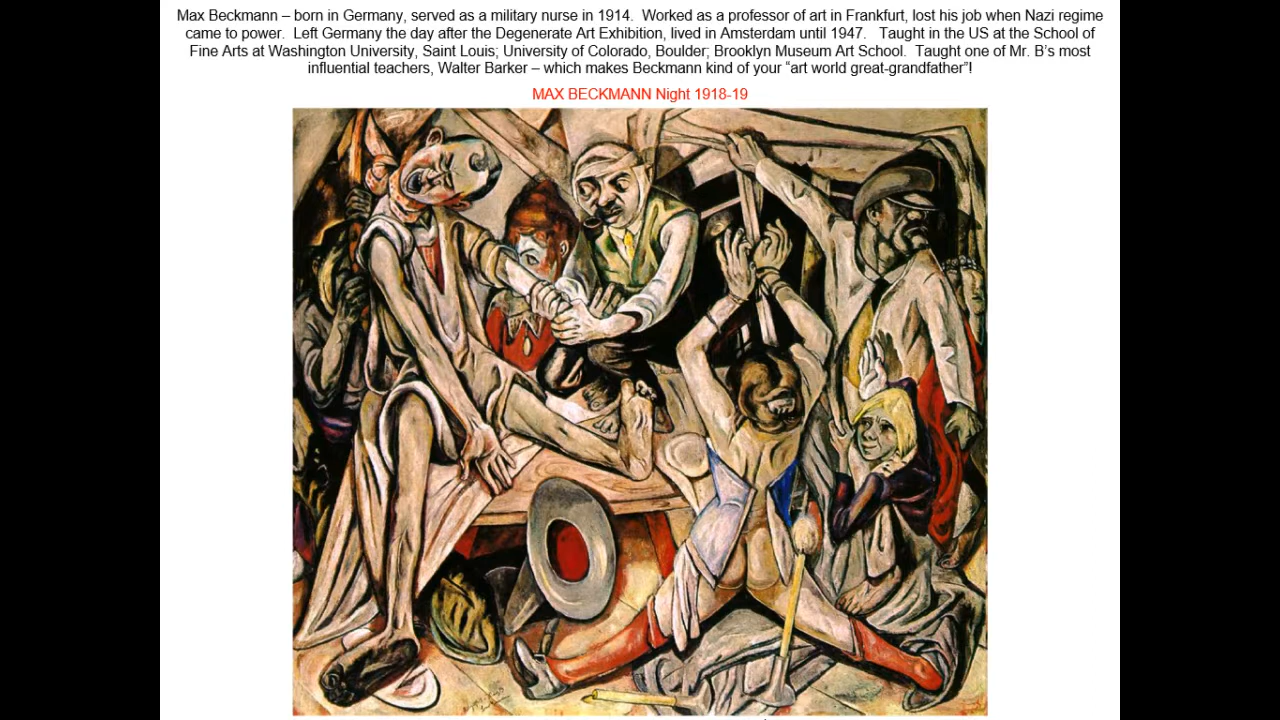 Max Beckmann – born in Germany, served as a military nurse in 1914.  Worked as a professor of art in Frankfurt, lost his job when Nazi regime
came to power.  Left Germany the day after the Degenerate Art Exhibition, lived in Amsterdam until 1947.   Taught in the US at the School of
Fine Arts at Washington University, Saint Louis; University of Colorado, Boulder; Brooklyn Museum Art School.  Taught one of Mr. B’s most
influential teachers, Walter Barker – which makes Beckmann kind of your “art world great-grandfather”!
MAX BECKMANN Night 1918-19